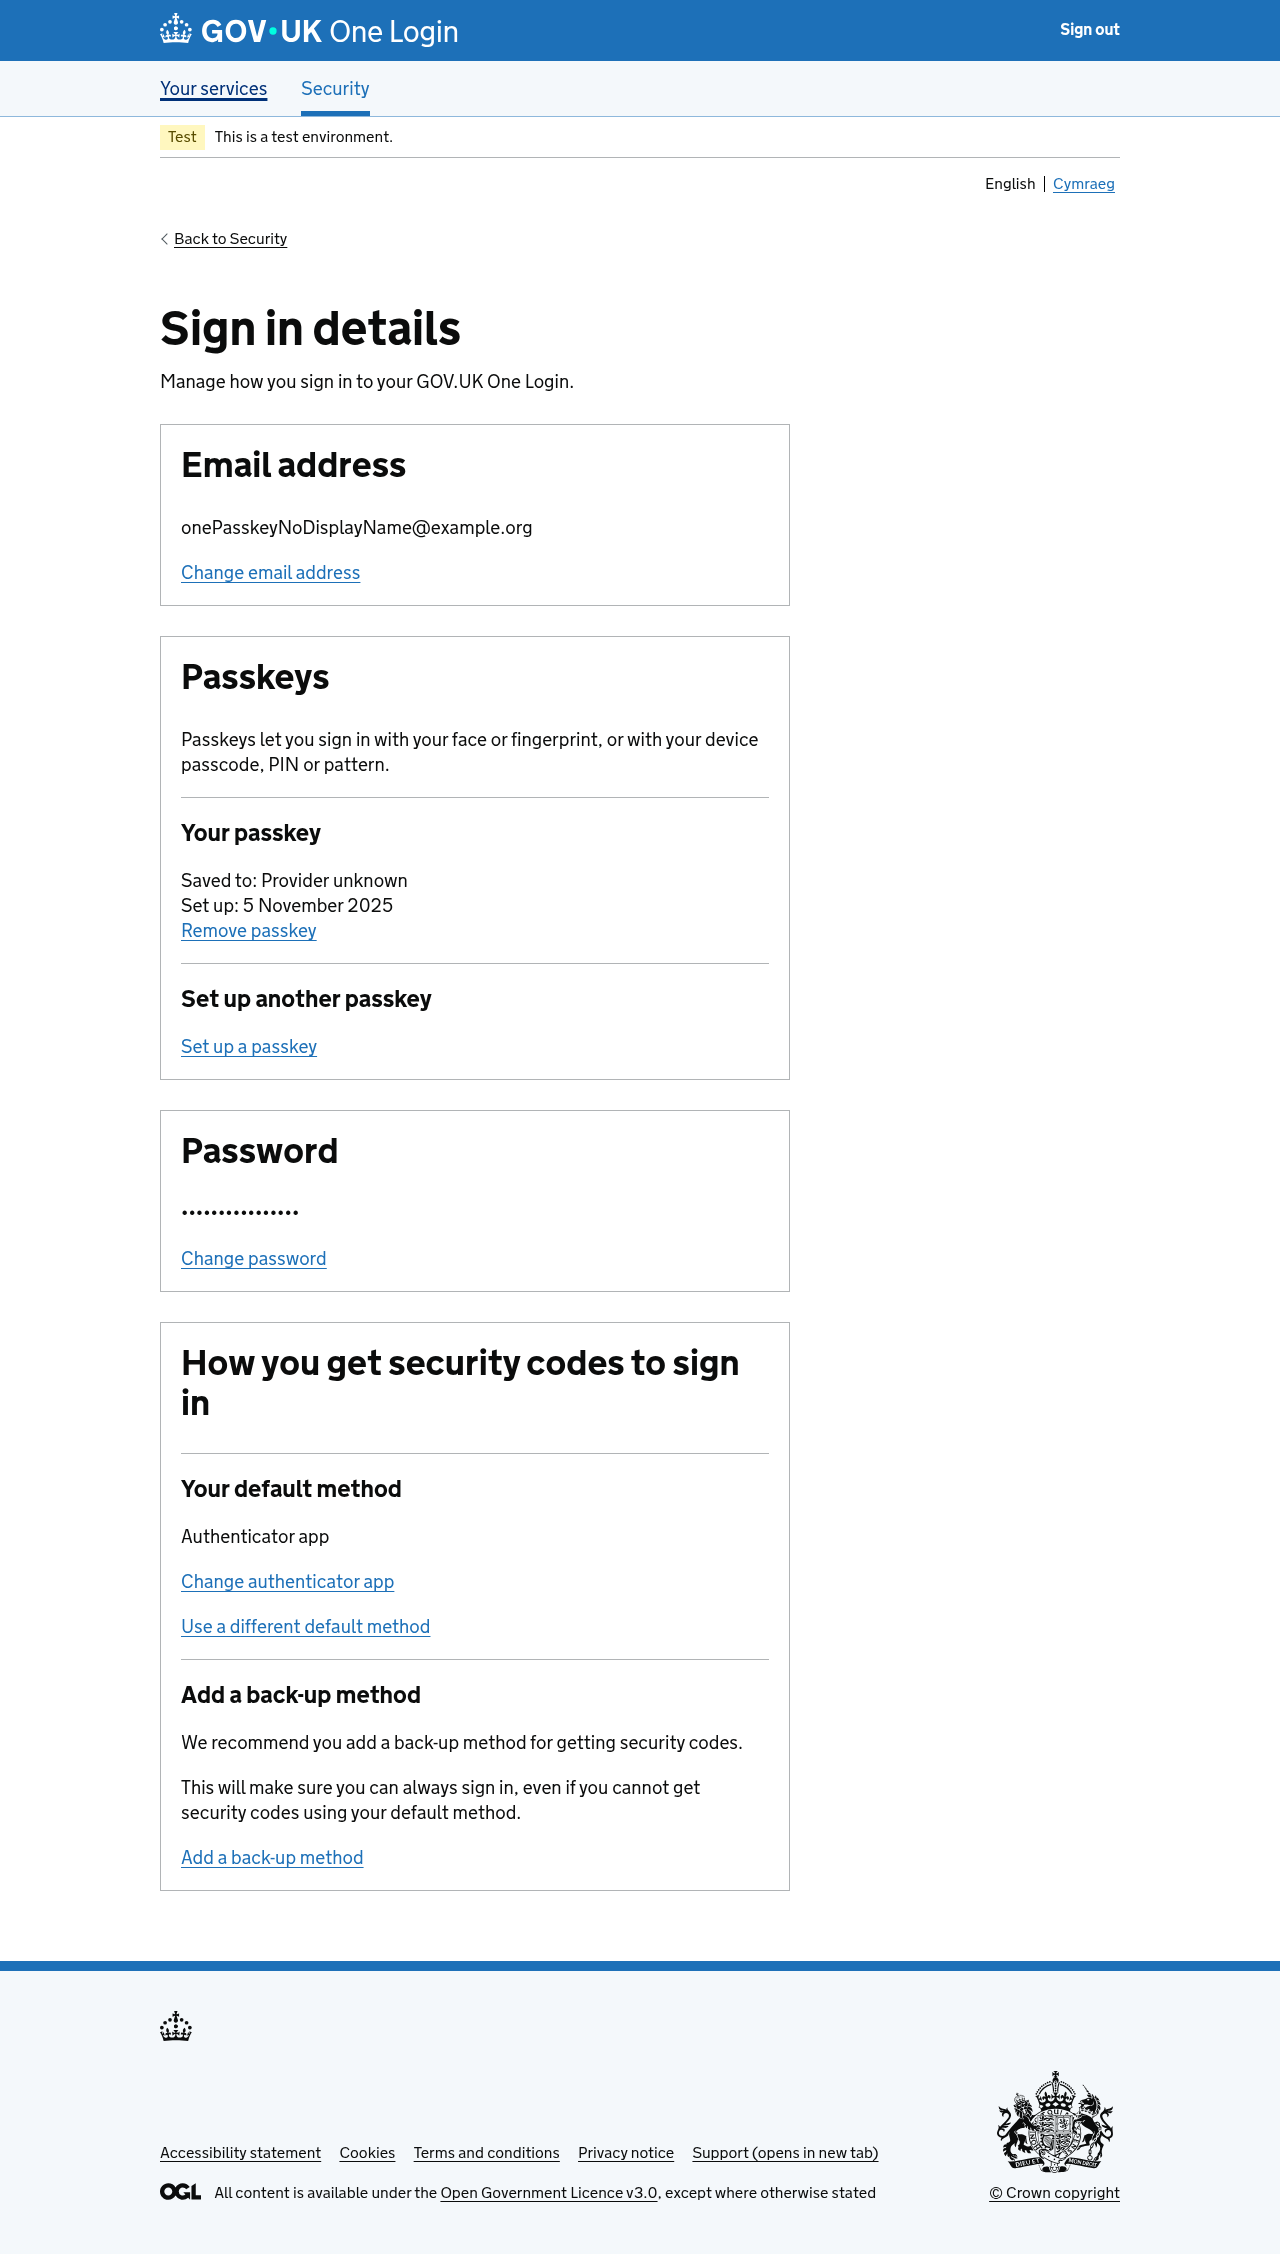 GOV•UK One Login
Sign out
Your services
Security
Test
This is a test environment.
English
Cymraeg
Back to Security
Sign in details
Manage how you sign in to your GOV.UK One Login.
Email address
onePasskeyNoDisplayName@example.org
Change email address
Passkeys
Passkeys let you sign in with your face or fingerprint, or with your device
passcode, PIN or pattern.
Your passkey
Saved to: Provider unknown
Set up: 5 November 2025
Remove passkey
Set up another passkey
Set up a passkey
Password
••••••••••••••••
Change password
How you get security codes to sign
in
Your default method
Authenticator app
Change authenticator app
Use a different default method
Add a back-up method
We recommend you add a back-up method for getting security codes.
This will make sure you can always sign in, even if you cannot get
security codes using your default method.
Add a back-up method
Accessibility statement
Cookies
Terms and conditions
Privacy notice
Support (opens in new tab)
OGL
All content is available under the Open Government Licence v3.0, except where otherwise stated
DIEU ET MON DROIT
© Crown copyright